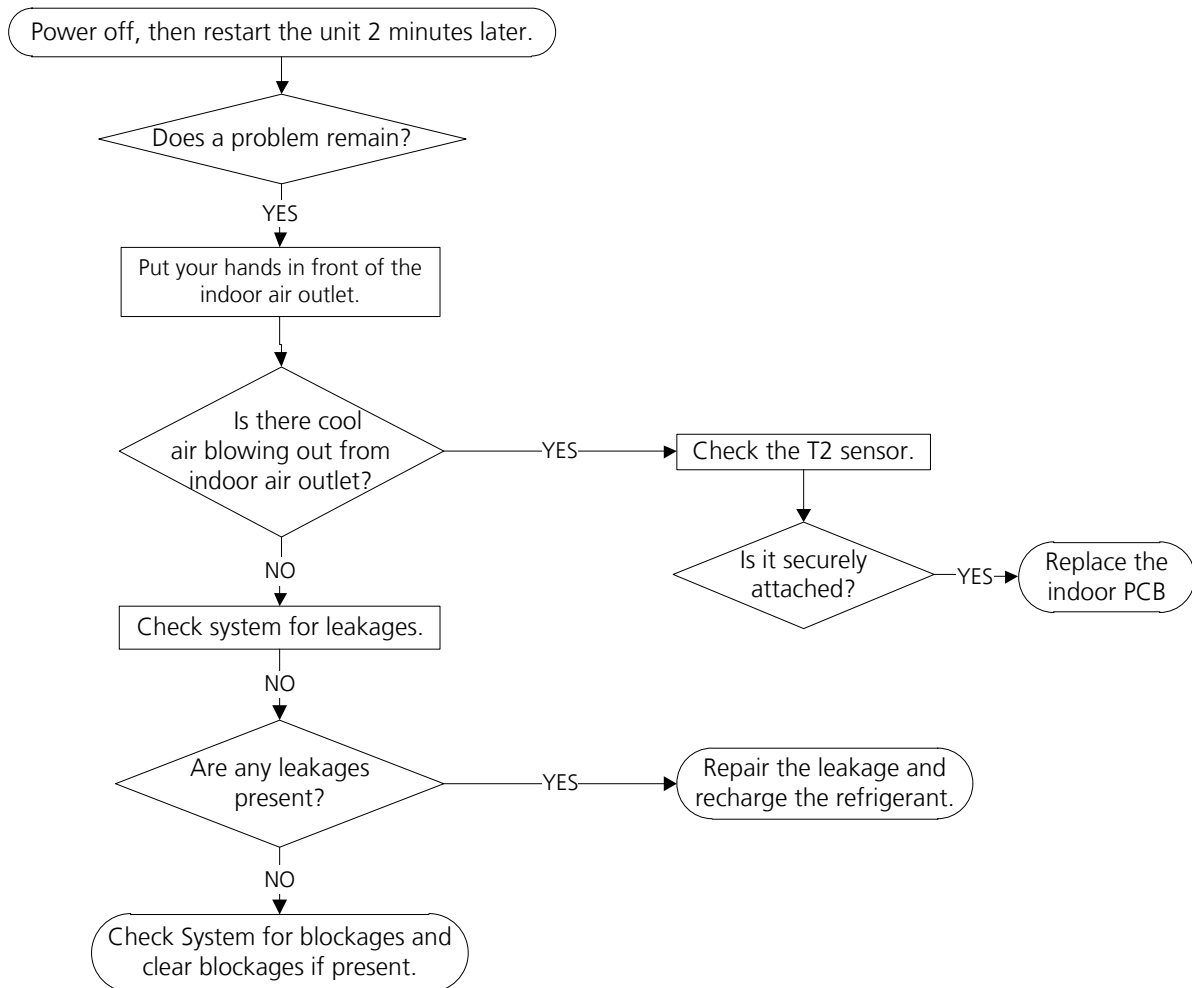 Power off, then restart the unit 2 minutes later.
Does a problem remain?
YES
Put your hands in front of the
indoor air outlet.
Is there cool
air blowing out from
indoor air outlet?
YES
Check the T2 sensor.
Is it securely
attached?
YES
Replace the
indoor PCB
NO
Check system for leakages.
NO
Are any leakages
present?
YES
Repair the leakage and
recharge the refrigerant.
NO
Check System for blockages and
clear blockages if present.